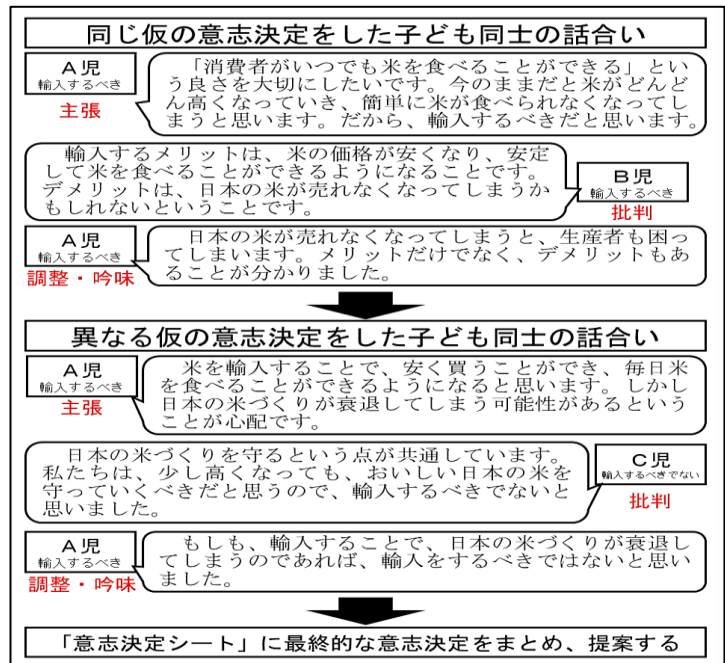 同じ仮の意志決定をした子ども同士の話合い
A児
輸入するべき
主張
「消費者がいつでも米を食べることができる」とい
う良さを大切にしたいです。今のままだと米がどんど
ん高くなっていき、簡単に米が食べられなくなってし
まうと思います。だから、輸入するべきだと思います。
輸入するメリットは、米の価格が安くなり、安定
して米を食べることができるようになることです。
デメリットは、日本の米が売れなくなってしまうか
もしれないということです。
B児
輸入するべき
批判
A児
輸入するべき
調整・吟味
日本の米が売れなくなってしまうと、生産者も困っ
てしまいます。メリットだけでなく、デメリットもあ
ることが分かりました。
異なる仮の意志決定をした子ども同士の話合い
A児
輸入するべき
主張
米を輸入することで、安く買うことができ、毎日米
を食べることができるようになると思います。しかし
日本の米づくりが衰退してしまう可能性があるという
ことが心配です。
日本の米づくりを守るという点が共通しています。
私たちは、少し高くなっても、おいしい日本の米を
守っていくべきだと思うので、輸入するべきでないと
思いました。
C児
輸入するべきでない
批判
A児
輸入するべき
調整・吟味
もしも、輸入することで、日本の米づくりが衰退し
てしまうのであれば、輸入をするべきではないと思い
ました。
「意志決定シート」に最終的な意志決定をまとめ、提案する